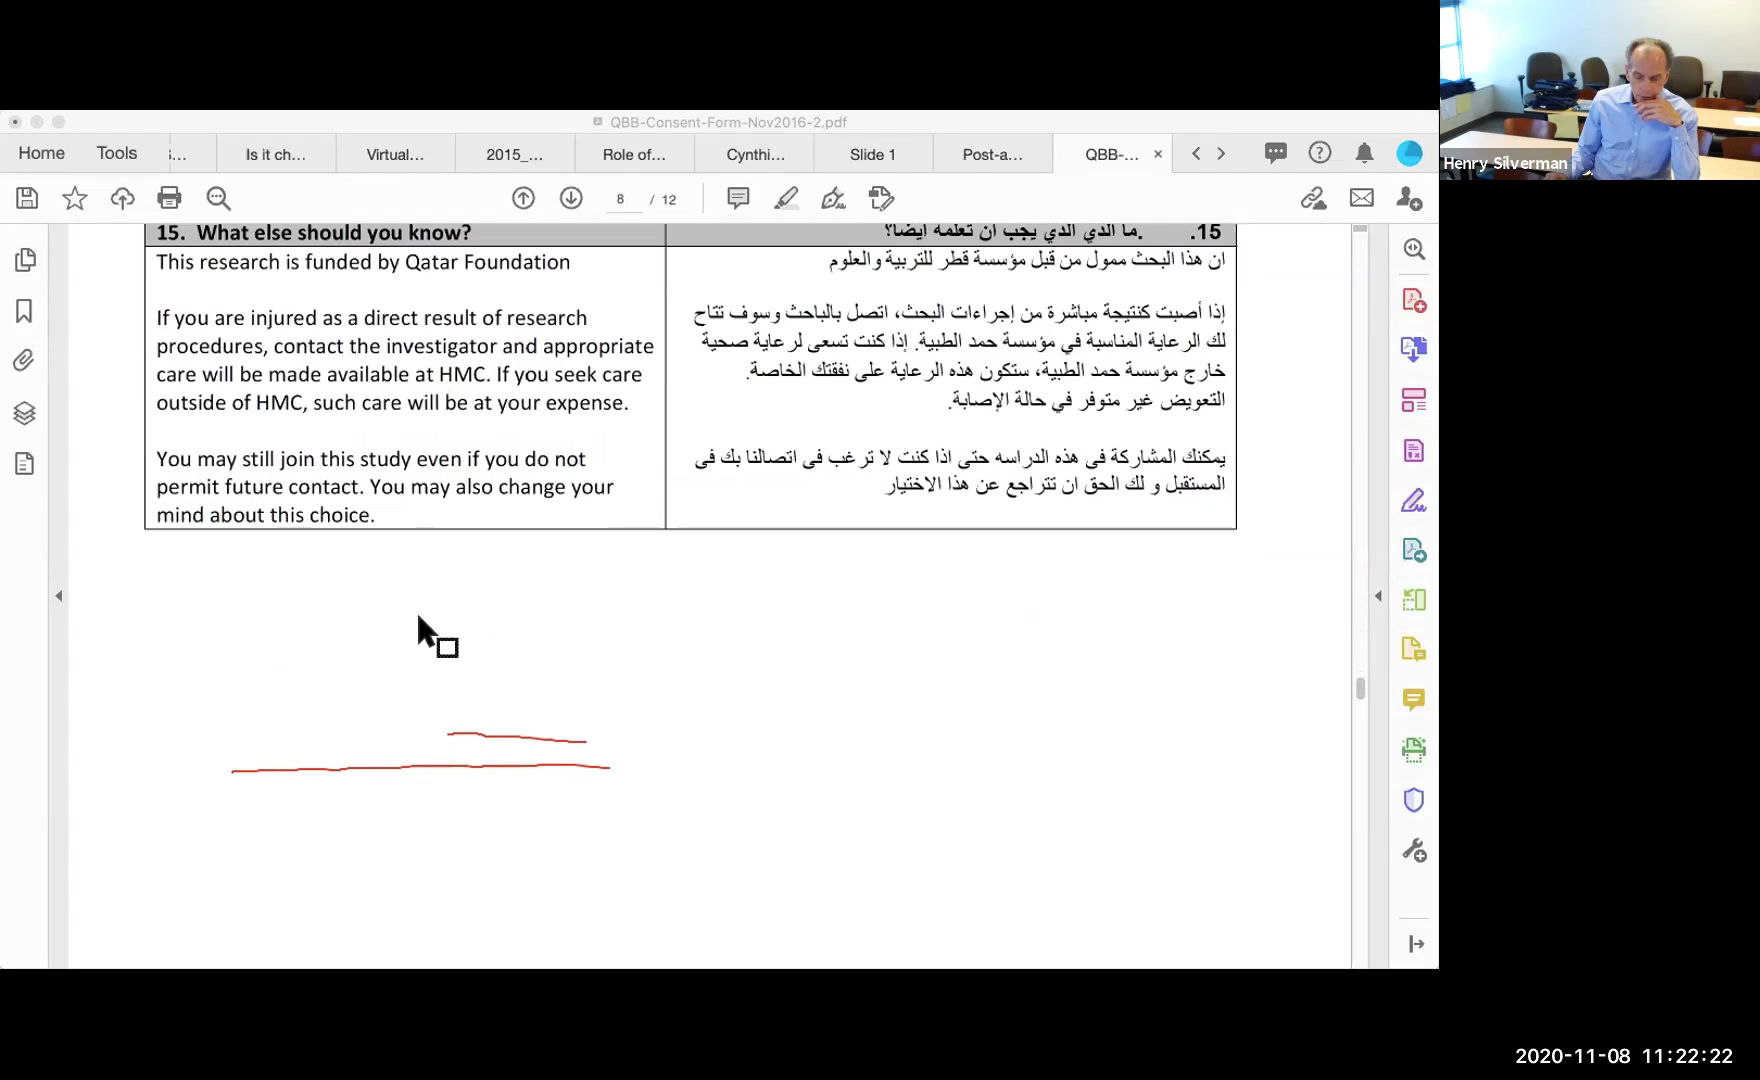 QBB-Consent-Form-Nov2016-2.pdf
Home
Tools
Is it ch...
Virtual...
2015_...
Role of...
Cynthi...
Slide 1
Post-a...
QBB-...
8 / 12
Henry Silverman
15. What else should you know?
This research is funded by Qatar Foundation
If you are injured as a direct result of research
procedures, contact the investigator and appropriate
care will be made available at HMC. If you seek care
outside of HMC, such care will be at your expense.
You may still join this study even if you do not
permit future contact. You may also change your
mind about this choice.
15. .ما الذي الذي يجب ان تعلمه ايضا؟
ان هذا البحث ممول من قبل مؤسسة قطر للتربية والعلوم
إذا أصبت كنتيجة مباشرة من إجراءات البحث، اتصل بالباحث وسوف تتاح
لك الرعاية المناسبة في مؤسسة حمد الطبية. إذا كنت تسعى لرعاية صحية
خارج مؤسسة حمد الطبية، ستكون هذه الرعاية على نفقتك الخاصة.
التعويض غير متوفر في حالة الإصابة.
يمكنك المشاركة فى هذه الدراسه حتى اذا كنت لا ترغب فى اتصالنا بك فى
المستقبل و لك الحق ان تتراجع عن هذا الاختيار
2020-11-08 11:22:22